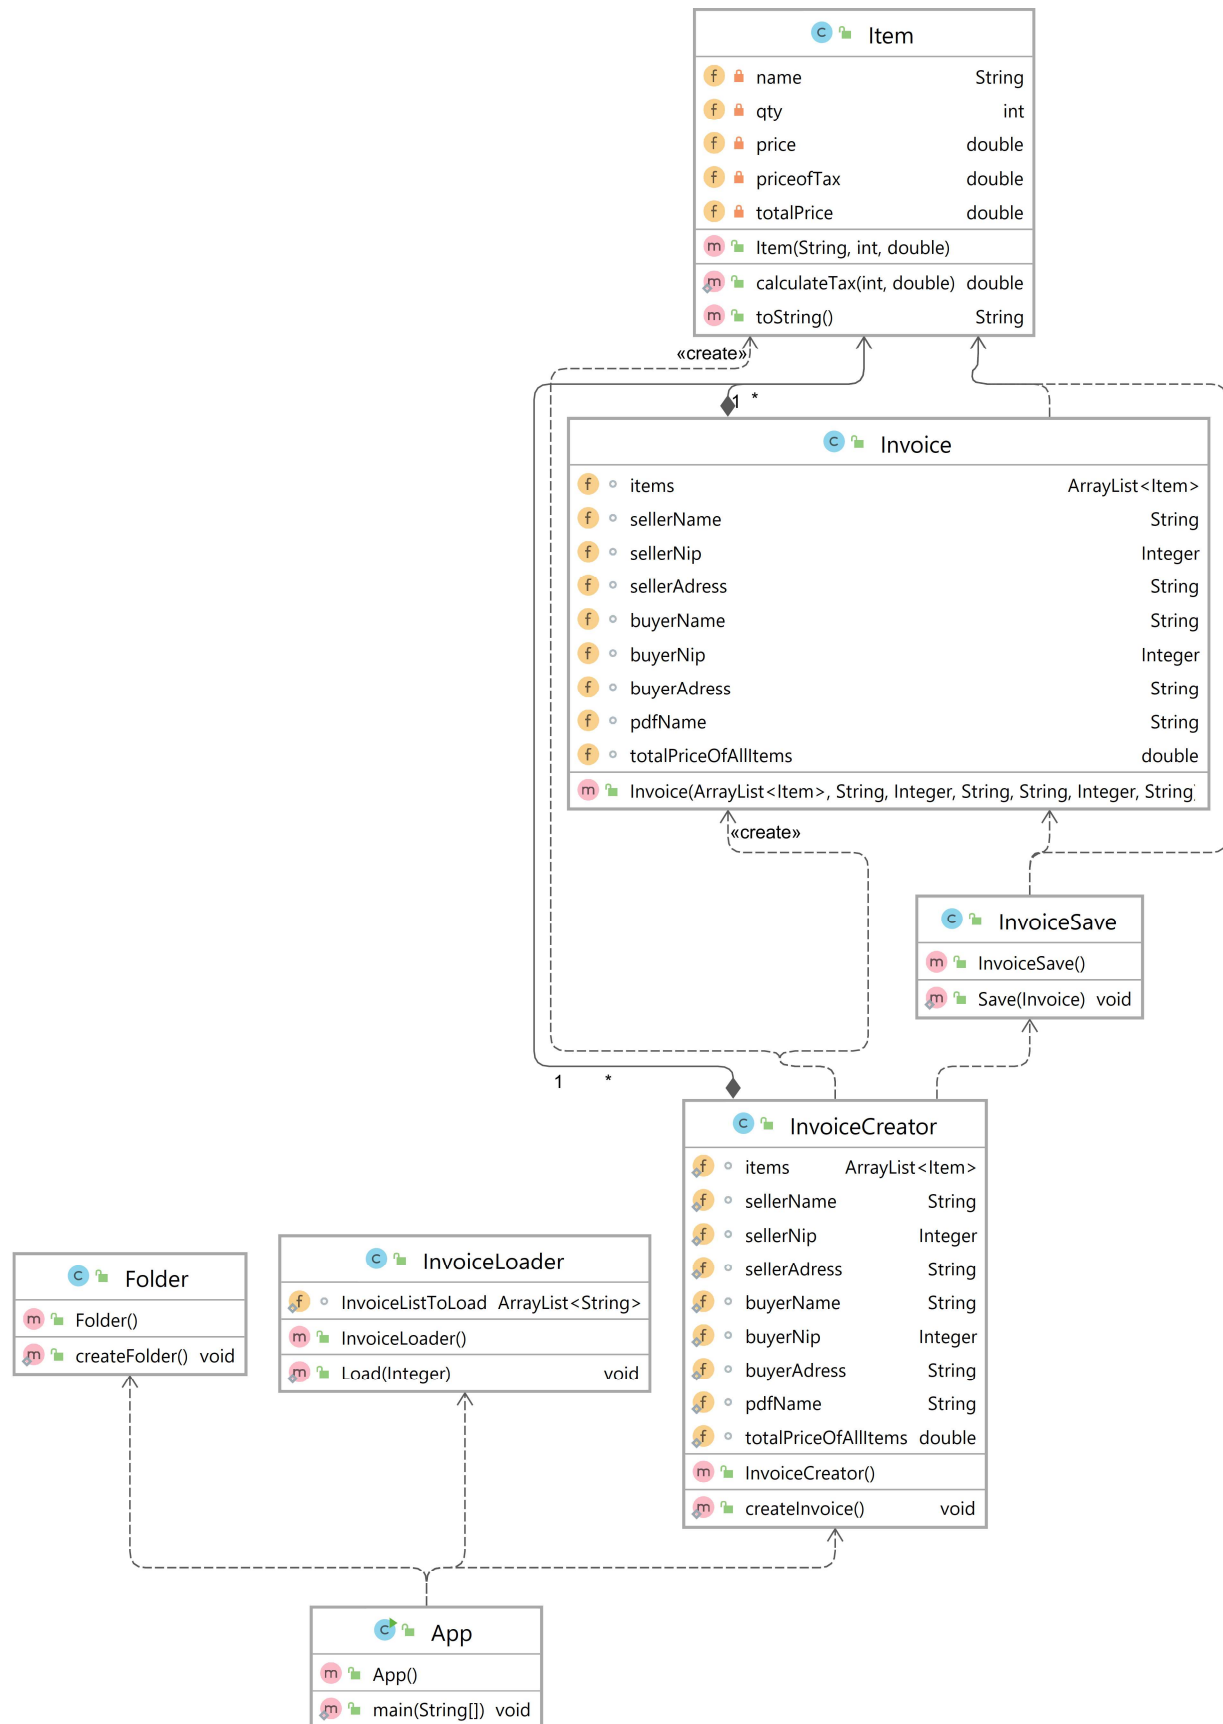 Item
name String
qty int
price double
priceofTax double
totalPrice double
Item(String, int, double)
calculateTax(int, double) double
toString() String
«create»
1 *
Invoice
items ArrayList<Item>
sellerName String
sellerNip Integer
sellerAdress String
buyerName String
buyerNip Integer
buyerAdress String
pdfName String
totalPriceOfAllItems double
Invoice(ArrayList<Item>, String, Integer, String, String, Integer, String)
«create»
InvoiceSave
InvoiceSave()
Save(Invoice) void
1 *
InvoiceCreator
items ArrayList<Item>
sellerName String
sellerNip Integer
sellerAdress String
buyerName String
buyerNip Integer
buyerAdress String
pdfName String
totalPriceOfAllItems double
InvoiceCreator()
createInvoice() void
Folder
Folder()
createFolder() void
InvoiceLoader
InvoiceListToLoad ArrayList<String>
InvoiceLoader()
Load(Integer) void
App
App()
main(String[]) void